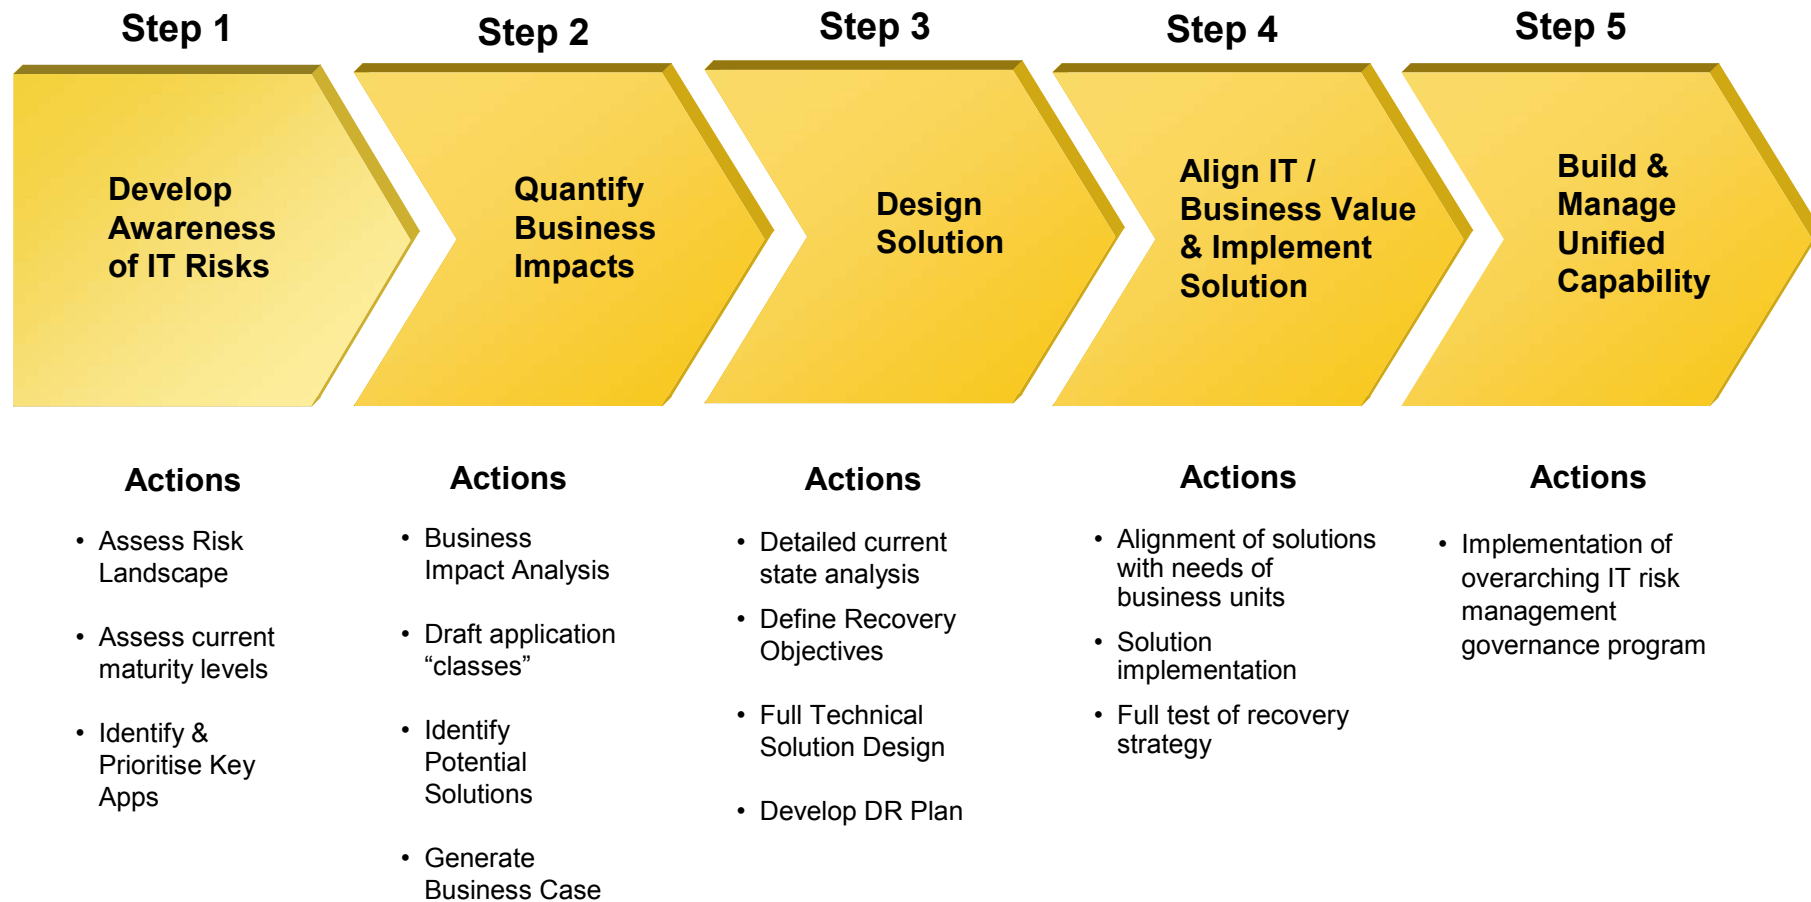 Step 1
Step 2
Step 3
Step 4
Step 5
Develop
Awareness
of IT Risks
Quantify
Business
Impacts
Design
Solution
Align IT /
Business Value
& Implement
Solution
Build &
Manage
Unified
Capability
Actions
• Assess Risk
Landscape
• Assess current
maturity levels
• Identify &
Prioritise Key
Apps
Actions
• Business
Impact Analysis
• Draft application
“classes”
• Identify
Potential
Solutions
• Generate
Business Case
Actions
• Detailed current
state analysis
• Define Recovery
Objectives
• Full Technical
Solution Design
• Develop DR Plan
Actions
• Alignment of solutions
with needs of
business units
• Solution
implementation
• Full test of recovery
strategy
Actions
• Implementation of
overarching IT risk
management
governance program